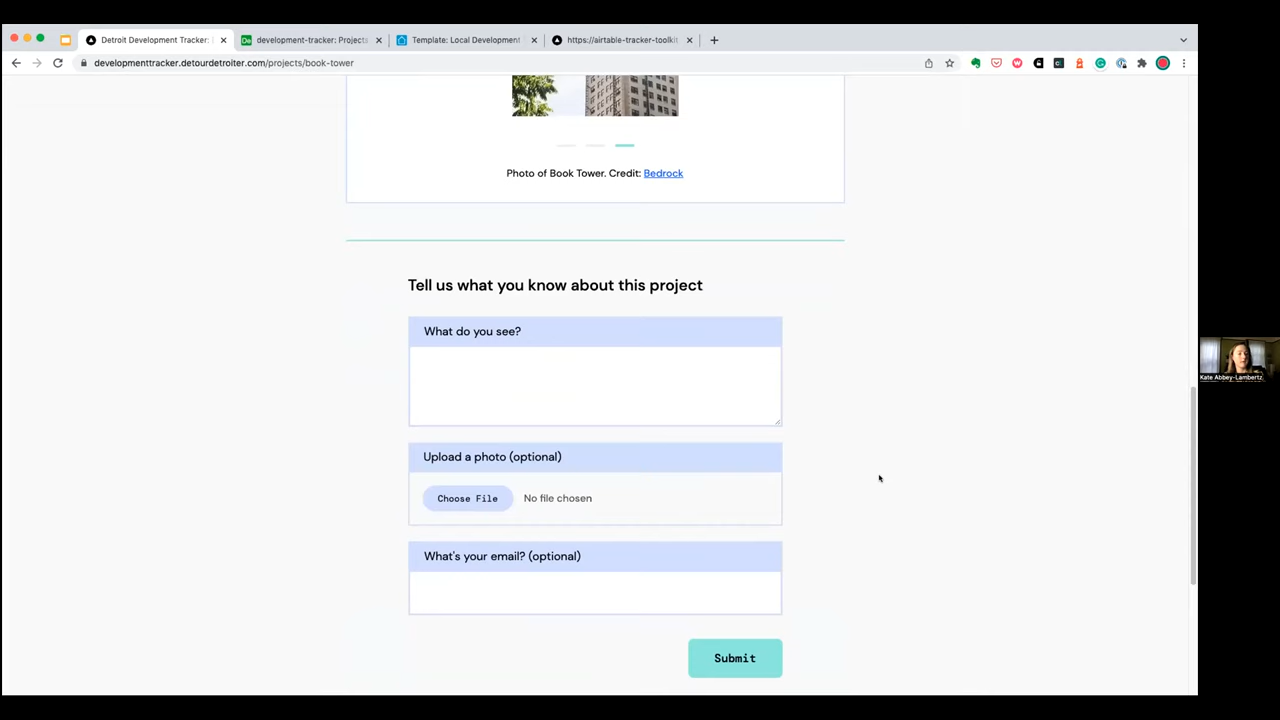 Detroit Development Tracker:
development-tracker: Projects
Template: Local Development
https://airtable-tracker-toolkit
developmenttracker.detourdetroiter.com/projects/book-tower
Photo of Book Tower. Credit: Bedrock
Tell us what you know about this project
What do you see?
Upload a photo (optional)
Choose File No file chosen
What's your email? (optional)
Submit
Kate Abbey-Lambertz